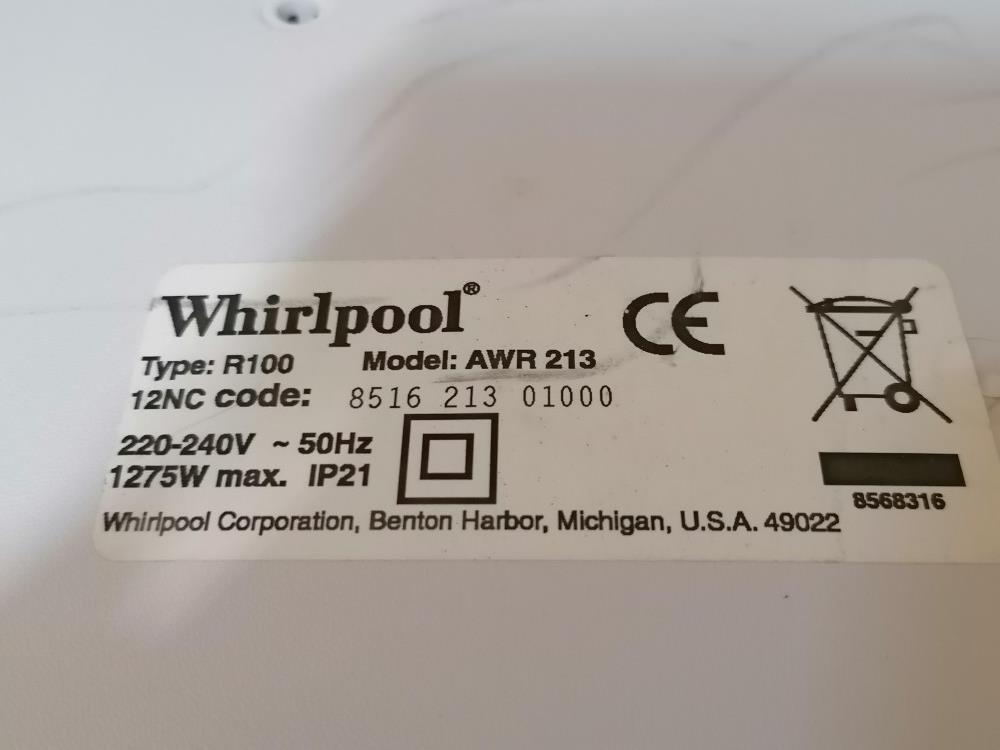 Whirlpool®
CE
Type: R100 Model: AWR 213
12NC code: 8516 213 01000
220-240V ~ 50Hz
1275W max. IP21
8568316
Whirlpool Corporation, Benton Harbor, Michigan, U.S.A. 49022